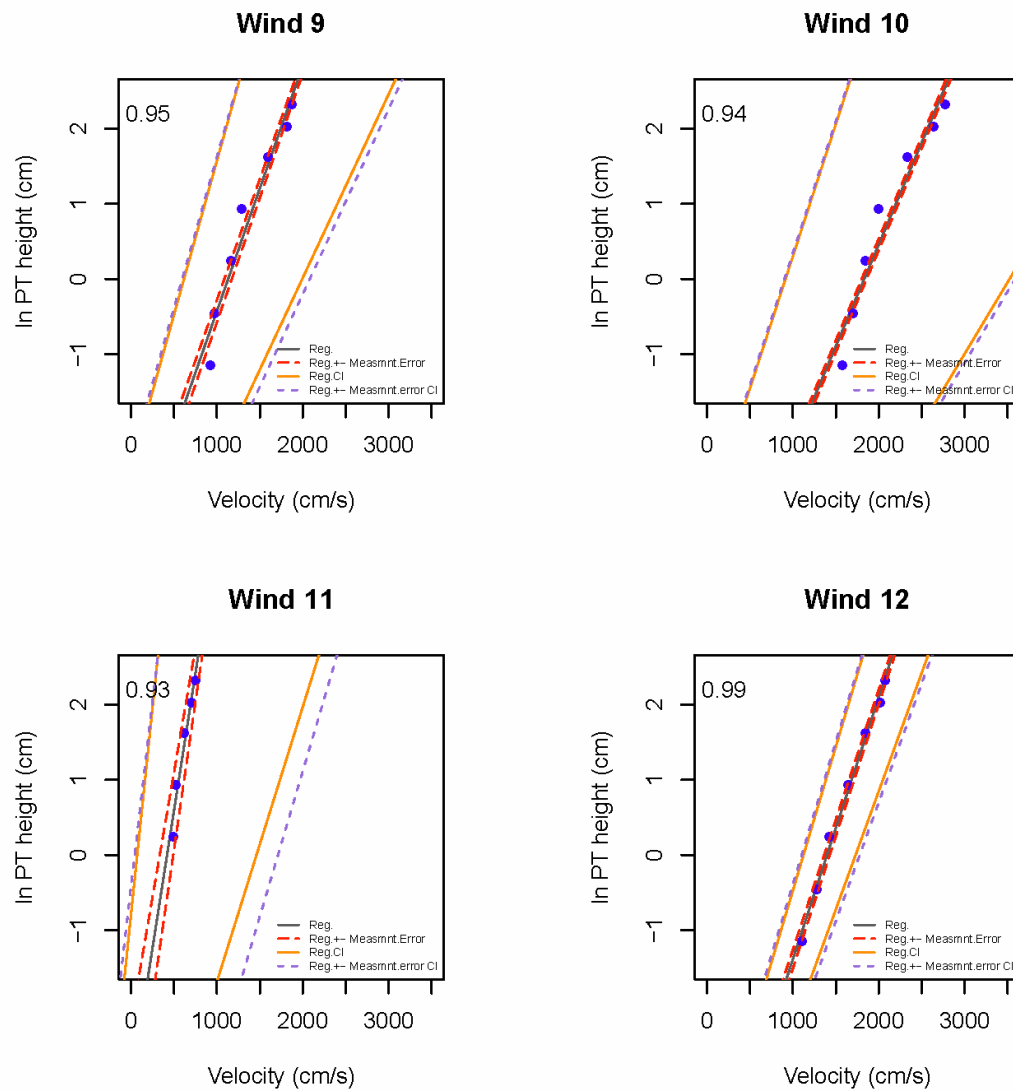 Wind 9
0.95
ln PT height (cm)
2
1
0
−1
Reg.
Reg.+− Measmnt.Error
Reg.CI
Reg.+− Measmnt.error CI
0 1000 2000 3000
Velocity (cm/s)
Wind 10
0.94
ln PT height (cm)
2
1
0
−1
Reg.
Reg.+− Measmnt.Error
Reg.CI
Reg.+− Measmnt.error CI
0 1000 2000 3000
Velocity (cm/s)
Wind 11
0.93
ln PT height (cm)
2
1
0
−1
Reg.
Reg.+− Measmnt.Error
Reg.CI
Reg.+− Measmnt.error CI
0 1000 2000 3000
Velocity (cm/s)
Wind 12
0.99
ln PT height (cm)
2
1
0
−1
Reg.
Reg.+− Measmnt.Error
Reg.CI
Reg.+− Measmnt.error CI
0 1000 2000 3000
Velocity (cm/s)